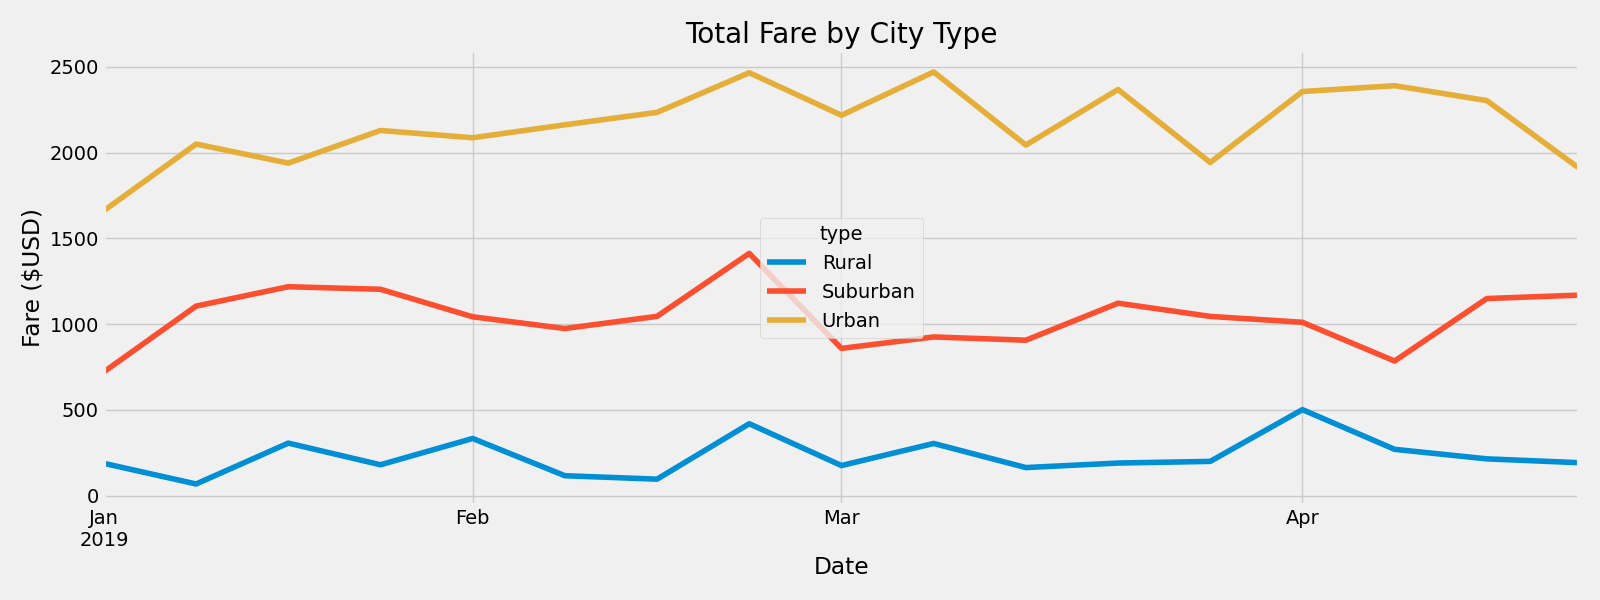 Total Fare by City Type
Fare ($USD)
2500
2000
1500
1000
500
0
type
Rural
Suburban
Urban
Jan
2019
Feb
Mar
Apr
Date